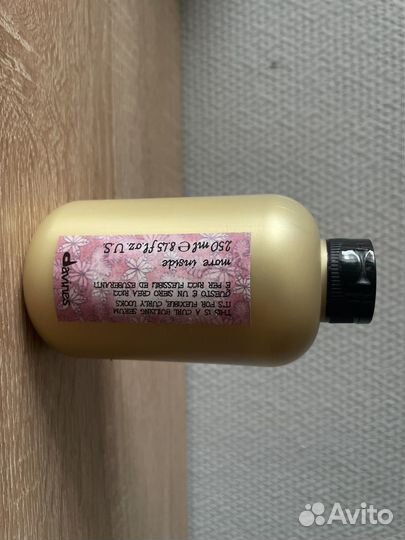 THIS IS A CURL BUILDING SERUM
IT'S FOR FLEXIBLE, CURLY LOOKS
QUESTO È UN SIERO CREA RICCI
E PER RICCI FLESSIBILI ED ESUBERANTI
davines
more inside
250 ml ℮ 8.45 fl.oz. U.S.
Avito